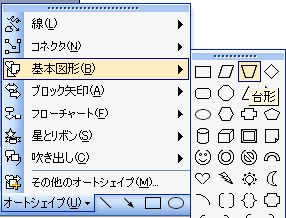 線(L)
コネクタ(N)
基本図形(B)
ブロック矢印(A)
フローチャート(F)
星とリボン(S)
吹き出し(C)
その他のオートシェイプ(M)...
オートシェイプ(U)
台形